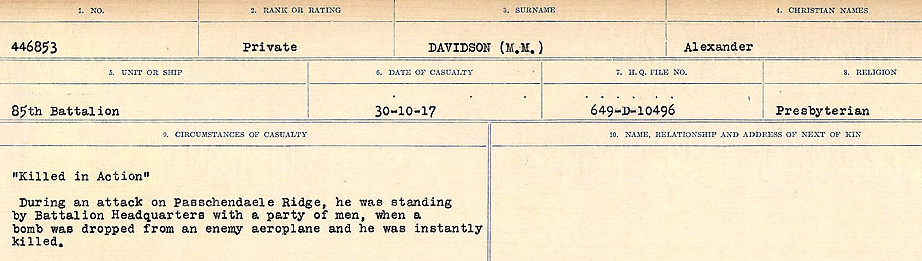 1. NO. 2. RANK OR RATING 3. SURNAME 4. CHRISTIAN NAMES
446853 Private DAVIDSON (M.M.) Alexander
5. UNIT OR SHIP 6. DATE OF CASUALTY 7. H.Q. FILE NO. 8. RELIGION
85th Battalion 30-10-17 649-D-10496 Presbyterian
9. CIRCUMSTANCES OF CASUALTY 10. NAME, RELATIONSHIP AND ADDRESS OF NEXT OF KIN
"Killed in Action"
During an attack on Passchendaele Ridge, he was standing
by Battalion Headquarters with a party of men, when a
bomb was dropped from an enemy aeroplane and he was instantly
killed.